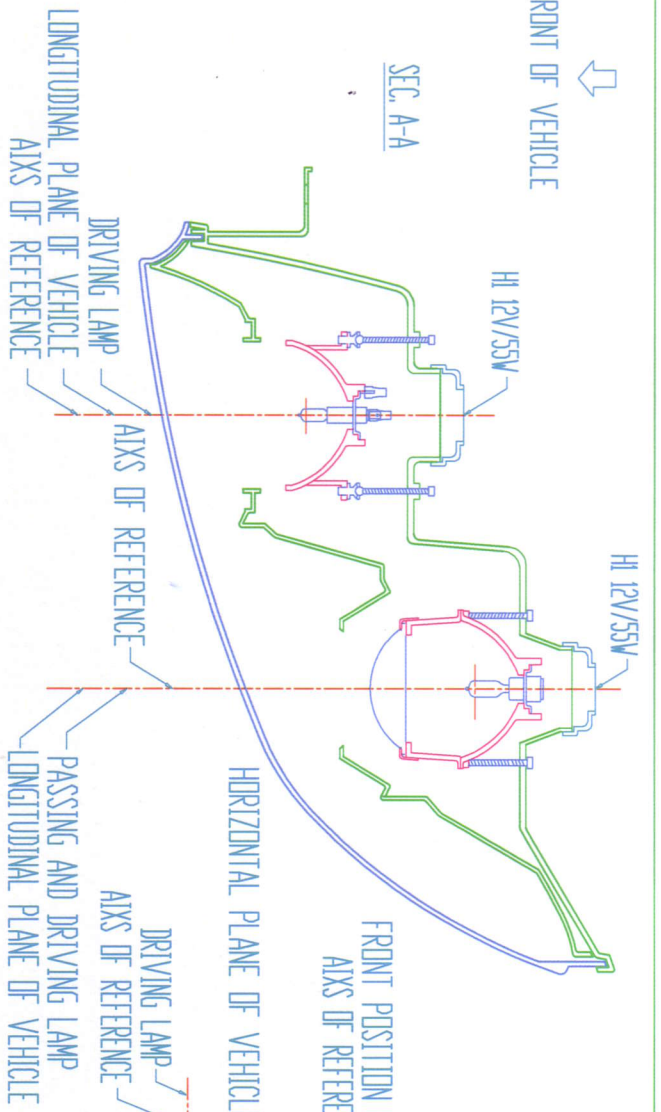 RONT OF VEHICLE
SEC. A-A
H1 12V/55W
H1 12V/55W
DRIVING LAMP
LONGITUDINAL PLANE OF VEHICLE
AIXS OF REFERENCE
AIXS OF REFERENCE
PASSING AND DRIVING LAMP
LONGITUDINAL PLANE OF VEHICLE
HORIZONTAL PLANE OF VEHICL
FRONT POSITION
AIXS OF REFERE
DRIVING LAMP
AIXS OF REFERENCE